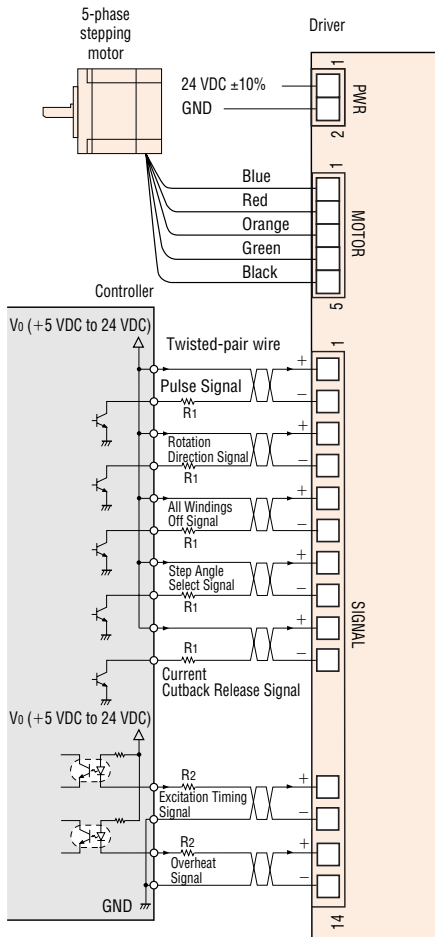 5-phase
stepping
motor
Driver
24 VDC ±10%
GND
1
2
PWR
Blue
Red
Orange
Green
Black
1
5
MOTOR
Controller
V0 (+5 VDC to 24 VDC)
Twisted-pair wire
1
+
Pulse Signal
−
R1
+
Rotation
Direction Signal
−
R1
+
All Windings
Off Signal
−
R1
+
Step Angle
Select Signal
−
R1
+
SIGNAL
R1
−
Current
Cutback Release Signal
V0 (+5 VDC to 24 VDC)
R2
+
Excitation Timing
Signal
−
R2
+
Overheat
Signal
−
GND
14